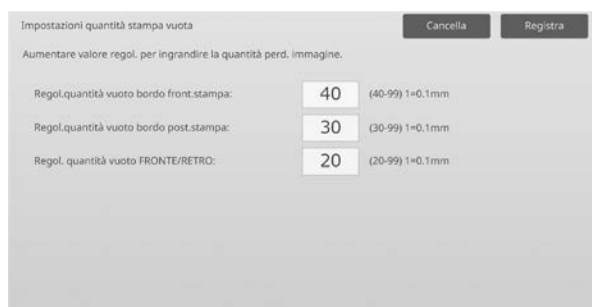 Impostazioni quantità stampa vuota Cancella Registra
Aumentare valore regol. per ingrandire la quantità perd. immagine.
Regol.quantità vuoto bordo front.stampa: 40 (40-99) 1=0.1mm
Regol.quantità vuoto bordo post.stampa: 30 (30-99) 1=0.1mm
Regol. quantità vuoto FRONTE/RETRO: 20 (20-99) 1=0.1mm